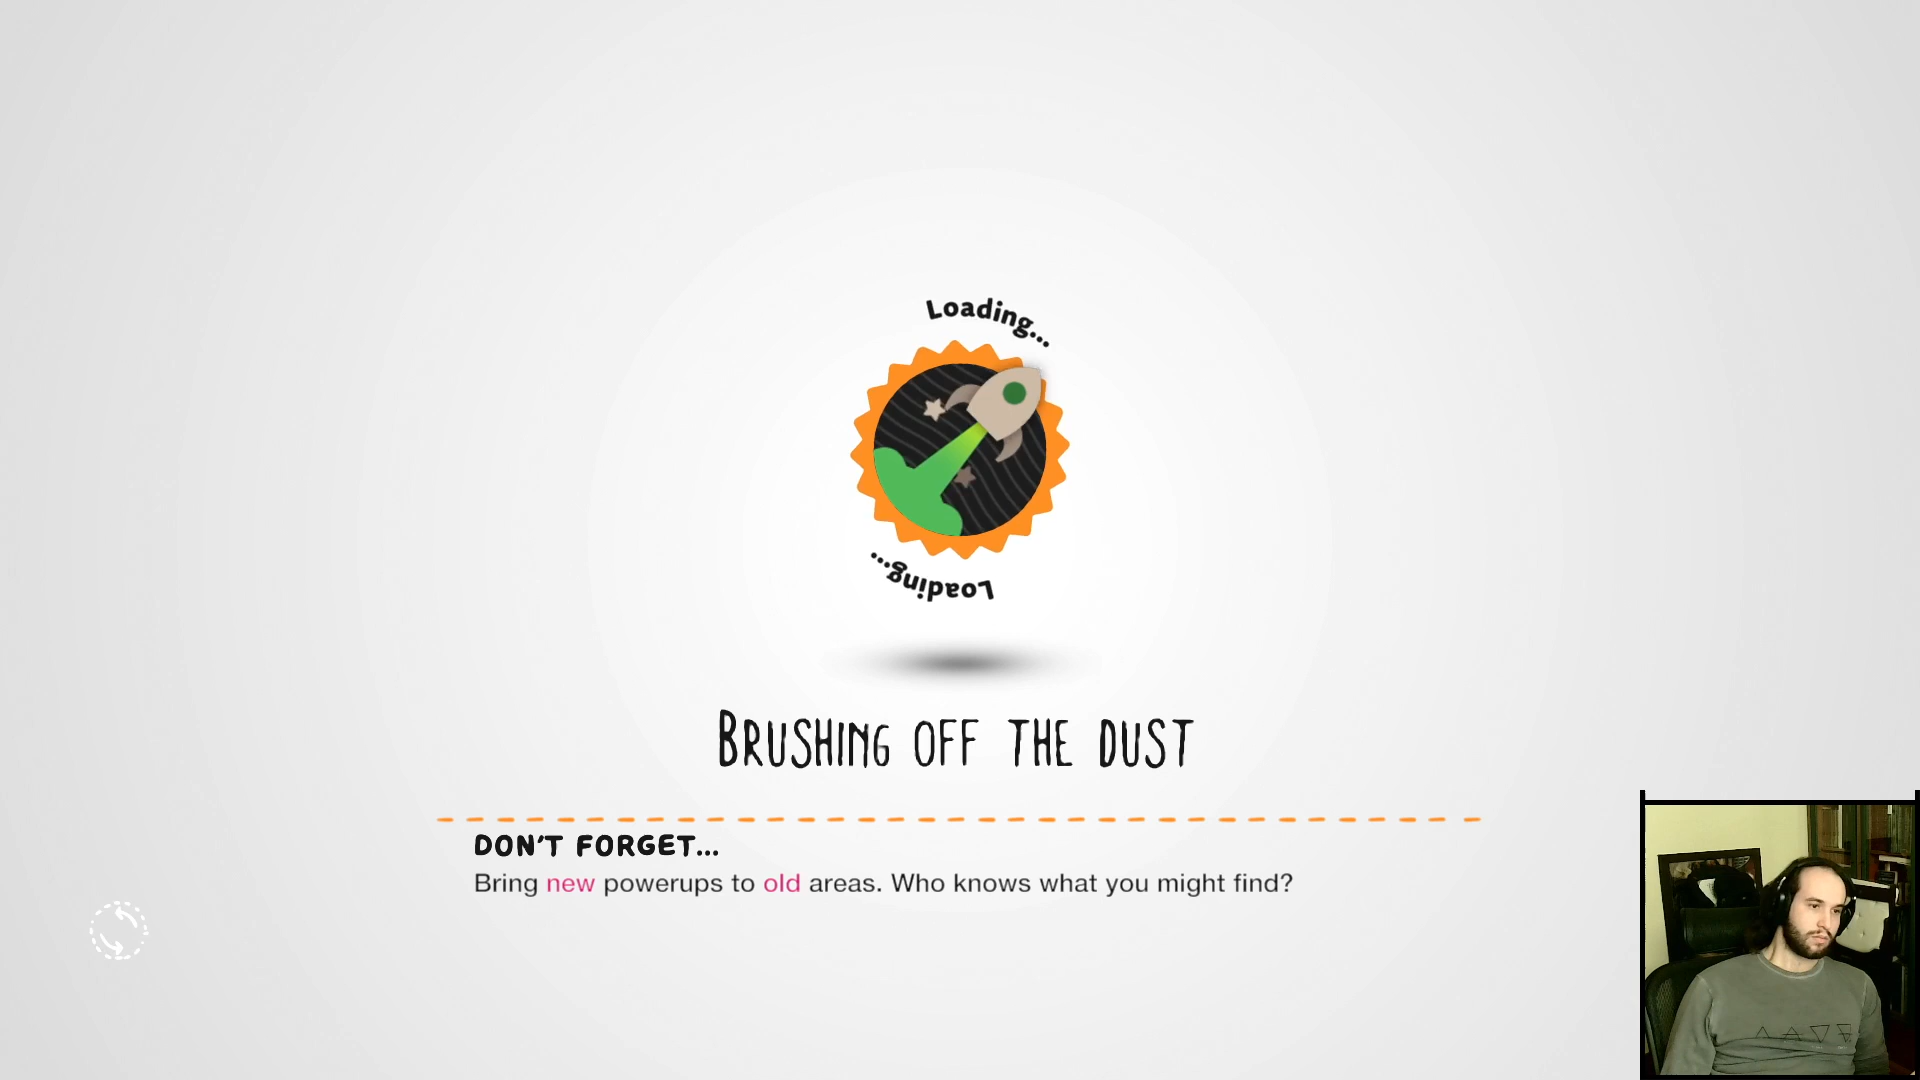 Loading...
Loading...
BRUSHING OFF THE DUST
DON'T FORGET...
Bring new powerups to old areas. Who knows what you might find?